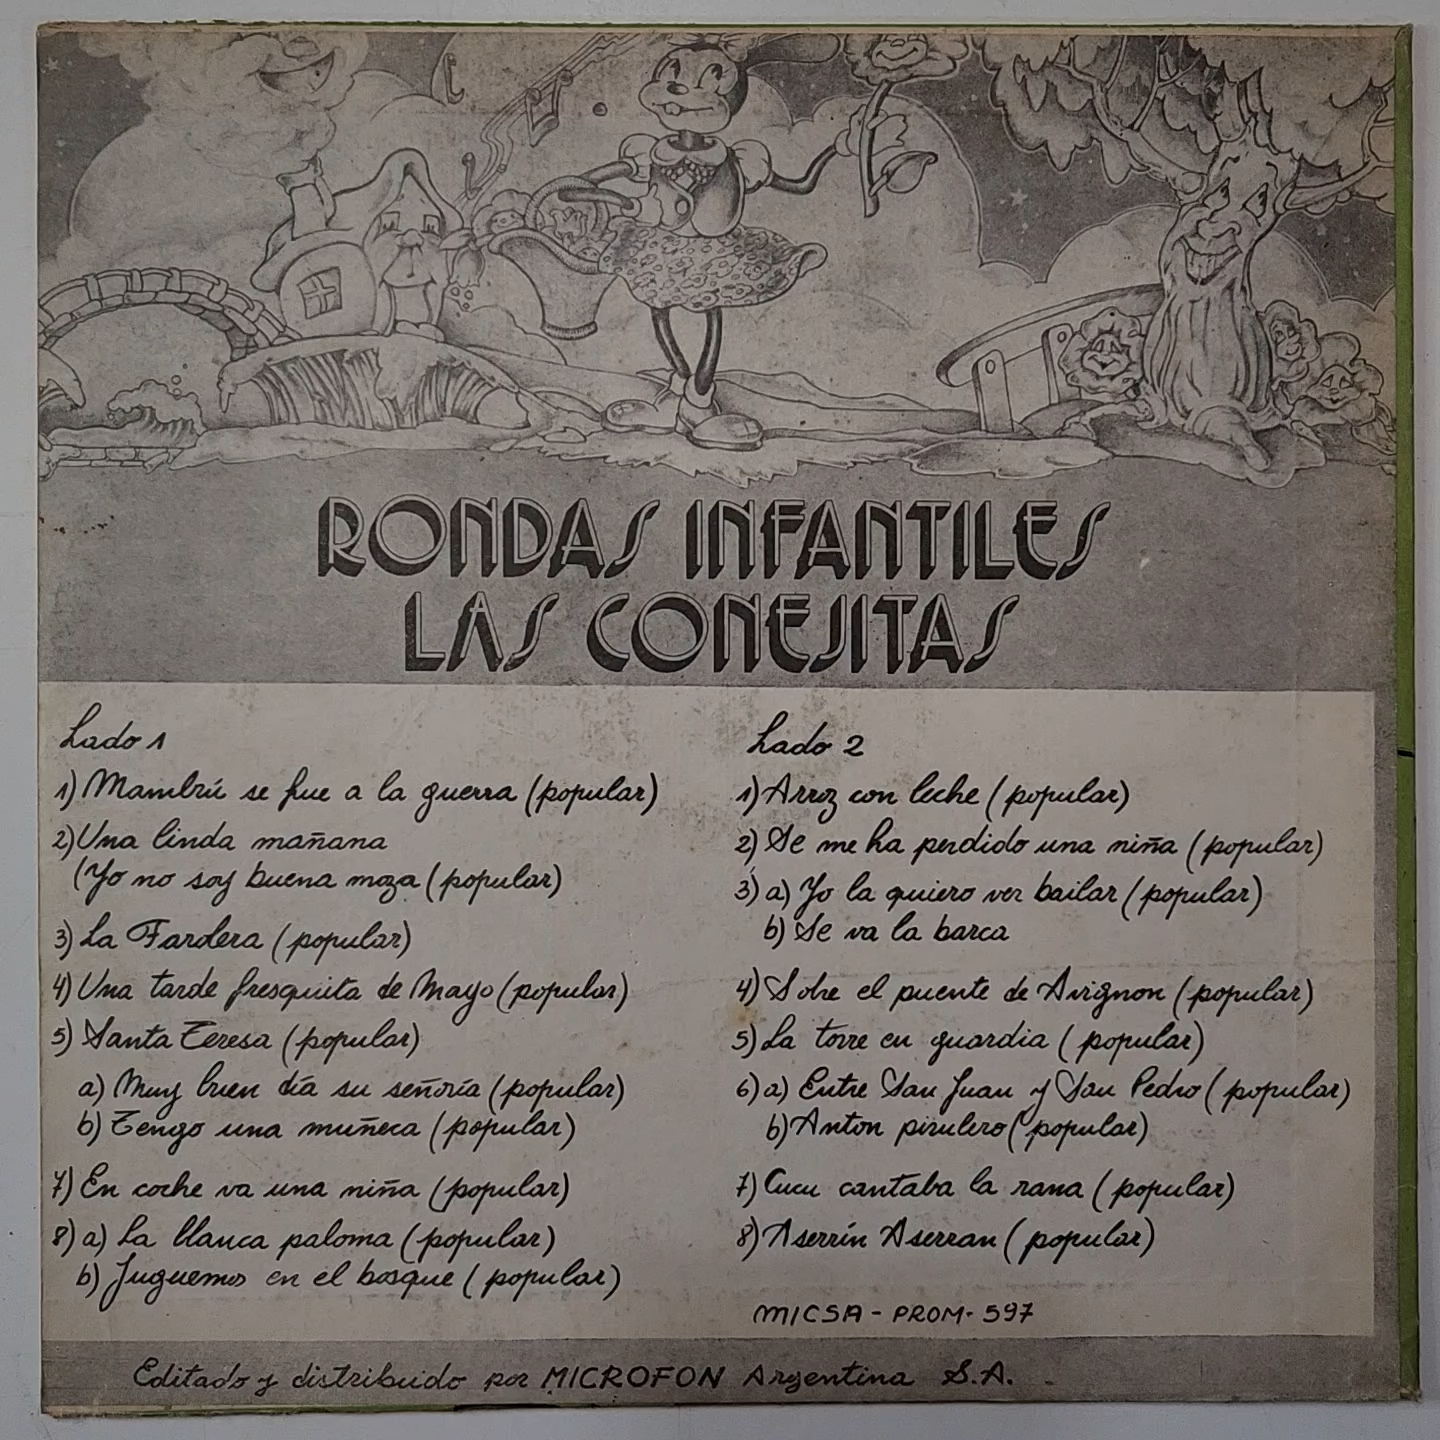 RONDAS INFANTILES
LAS CONEJITAS
Lado 1
1) Mambrú se fue a la guerra (popular)
2) Una linda mañana
(Yo no soy buena moza (popular)
3) La Farolera (popular)
4) Una tarde fresquita de Mayo (popular)
5) Santa Teresa (popular)
a) Muy buen día su señoría (popular)
b) Tengo una muñeca (popular)
7) En coche va una niña (popular)
8) a) La blanca paloma (popular)
b) Juguemos en el bosque (popular)
Lado 2
1) Arroz con leche (popular)
2) Se me ha perdido una niña (popular)
3) a) Yo la quiero ver bailar (popular)
b) Se va la barca
4) Sobre el puente de Avignon (popular)
5) La torre en guardia (popular)
6) a) Entre San Juan y San Pedro (popular)
b) Anton pirulero (popular)
7) Cucu cantaba la rana (popular)
8) Aserrín Aserran (popular)
MICSA - PROM - 597
Editado y distribuido por MICROFON Argentina S.A.